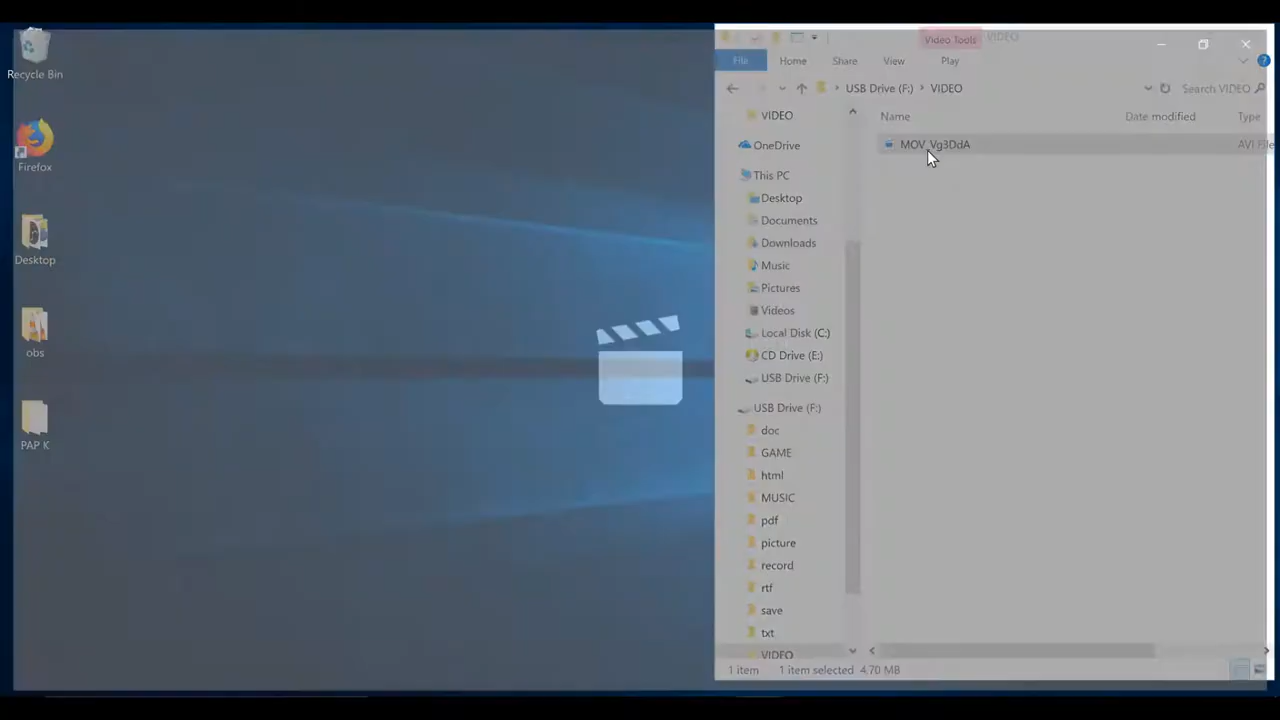 Recycle Bin
Firefox
Desktop
obs
PAP K
Video Tools
VIDEO
File
Home
Share
View
Play
USB Drive (F:)
VIDEO
Search VIDEO
Name
Date modified
Type
MOV_Vg3DdA
AVI File
VIDEO
OneDrive
This PC
Desktop
Documents
Downloads
Music
Pictures
Videos
Local Disk (C:)
CD Drive (E:)
USB Drive (F:)
USB Drive (F:)
doc
GAME
html
MUSIC
pdf
picture
record
rtf
save
txt
VIDEO
1 item
1 item selected
4.70 MB